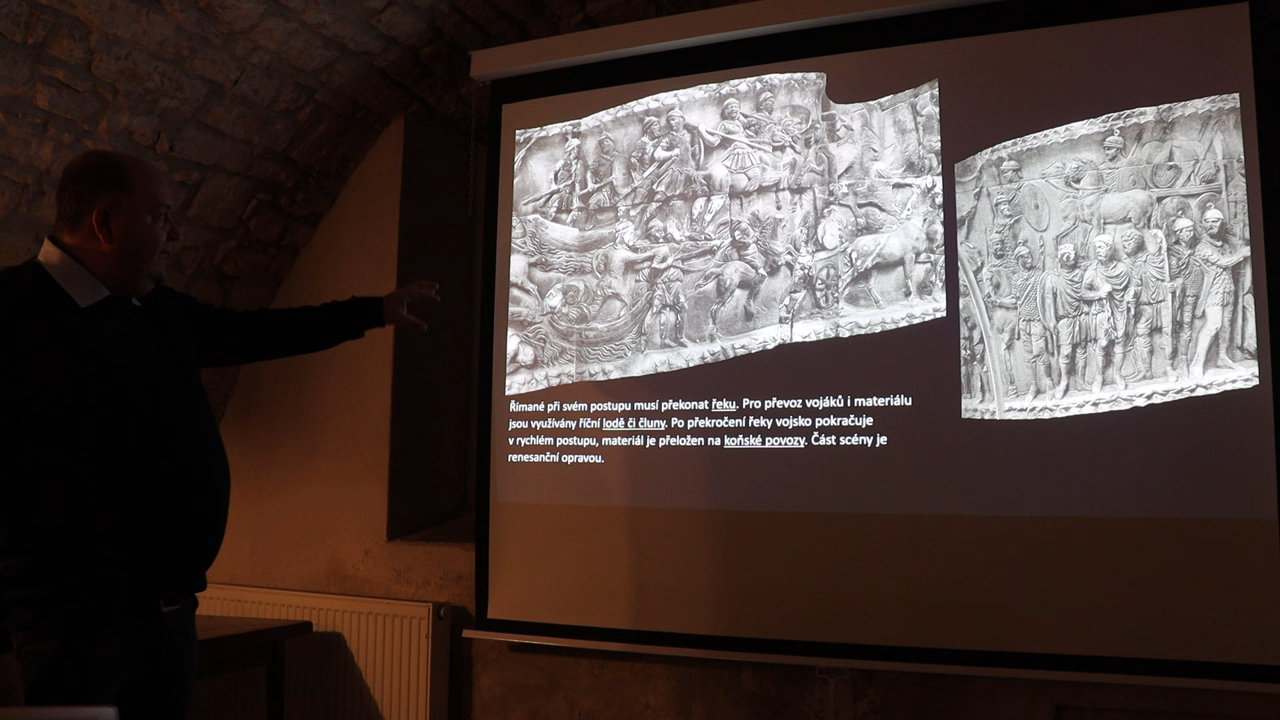 Římané při svém postupu musí překonat řeku. Pro převoz vojáků i materiálu
jsou využívány říční lodě či čluny. Po překročení řeky vojsko pokračuje
v rychlém postupu, materiál je přeložen na koňské povozy. Část scény je
renesanční opravou.